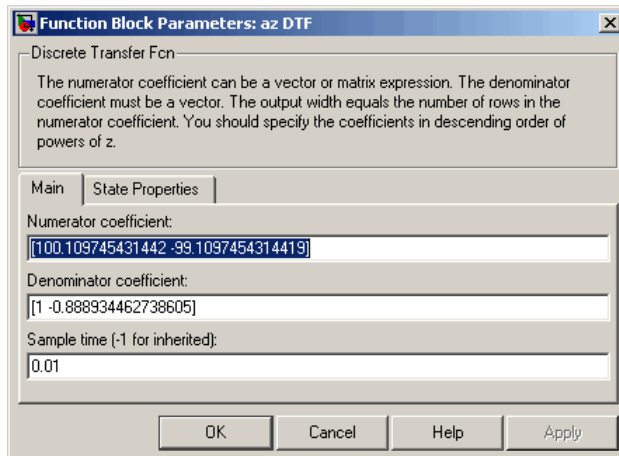 Function Block Parameters: az DTF
Discrete Transfer Fcn
The numerator coefficient can be a vector or matrix expression. The denominator
coefficient must be a vector. The output width equals the number of rows in the
numerator coefficient. You should specify the coefficients in descending order of
powers of z.
Main State Properties
Numerator coefficient:
[100.109745431442 -99.1097454314419]
Denominator coefficient:
[1 -0.888934462738605]
Sample time (-1 for inherited):
0.01
OK Cancel Help Apply